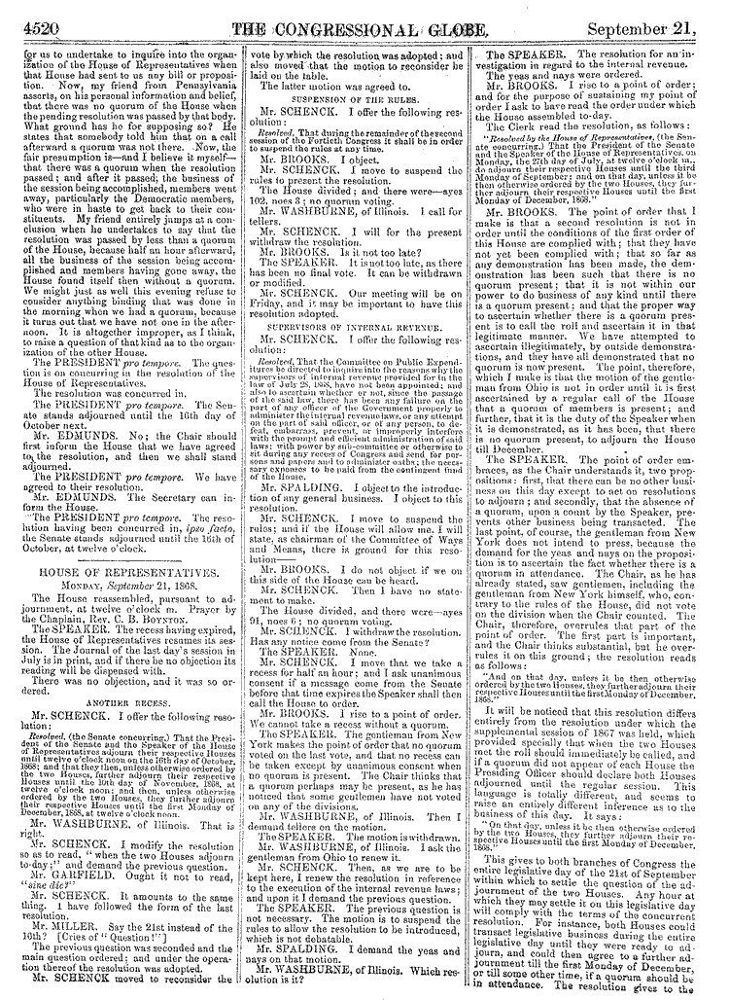 4520
THE CONGRESSIONAL GLOBE.
September 21,
for us to undertake to inquire into the organ-
ization of the House of Representatives when
that House had sent to us any bill or proposi-
tion. Now, my friend from Pennsylvania
asserts, on his personal information and belief,
that there was no quorum of the House when
the pending resolution was passed by that body.
What ground has he for supposing so? He
states that somebody told him that on a call
afterward a quorum was not there. Now, the
fair presumption is—and I believe it myself—
that there was a quorum when the resolution
passed; and after it passed; the business of
the session being accomplished, members went
away, particularly the Democratic members,
who were in haste to get back to their con-
stituents. My friend entirely jumps at a con-
clusion when he undertakes to say that the
resolution was passed by less than a quorum
of the House, because half an hour afterward,
all the business of the session being accom-
plished and members having gone away, the
House found itself then without a quorum.
We might just as well this evening refuse to
consider anything binding that was done in
the morning when we had a quorum, because
it turns out that we have not one in the after-
noon. It is altogether improper, as I think,
to raise a question of that kind as to the organ-
ization of the other House.
The PRESIDENT pro tempore. The ques-
tion is on concurring in the resolution of the
House of Representatives.
The resolution was concurred in.
The PRESIDENT pro tempore. The Sen-
ate stands adjourned until the 16th day of
October next.
Mr. EDMUNDS. No; the Chair should
first inform that we have agreed
to the resolution, and then we shall stand
adjourned.
The PRESIDENT pro tempore. We have
agreed to their resolution.
Mr. EDMUNDS. The Secretary can in-
form the House.
The PRESIDENT pro tempore. The reso-
lution having been concurred in, ipso facto,
the Senate stands adjourned until the 16th of
October, at twelve o'clock.
HOUSE OF REPRESENTATIVES.
MONDAY, September 21, 1868.
The House reassembled, pursuant to ad-
journment, at twelve o'clock m. Prayer by
the Chaplain, Rev. C. B. BOYNTON.
The SPEAKER. The recess having expired,
the House of Representatives resumes its ses-
sion. The Journal of the last day's session in
July is in print, and if there be no objection its
reading will be dispensed with.
There was no objection, and it was so or-
dered.
ANOTHER RECESS.
Mr. SCHENCK. I offer the following reso-
lution:
Resolved, (the Senate concurring,) That the Presi-
dent of the Senate and the Speaker of the House
of Representatives adjourn their respective Houses
until twelve o'clock noon on the 16th day of October,
1868; and that they then, unless otherwise ordered by
the two Houses, further adjourn their respective
Houses until the 10th day of November, 1868, at
twelve o'clock noon; and then, unless otherwise
ordered by the two Houses, they further adjourn
their respective Houses until the first Monday of
December, 1868, at twelve o'clock noon.
Mr. WASHBURNE, of Illinois. That is
right.
Mr. SCHENCK. I modify the resolution
so as to read, "when the two Houses adjourn
to-day;" and demand the previous question.
Mr. GARFIELD. Ought it not to read,
"sine die?"
Mr. SCHENCK. It amounts to the same
thing. I have followed the form of the last
resolution.
Mr. MILLER. Say the 21st instead of the
10th? [Cries of "Question!"]
The previous question was seconded and the
main question ordered; and under the opera-
tion thereof the resolution was adopted.
Mr. SCHENCK moved to reconsider the
vote by which the resolution was adopted; and
also moved that the motion to reconsider be
laid on the table.
The latter motion was agreed to.
SUSPENSION OF THE RULES.
Mr. SCHENCK. I offer the following res-
olution:
Resolved, That during the remainder of the second
session of the Fortieth Congress it shall be in order
to suspend the rules at any time.
Mr. BROOKS. I object.
Mr. SCHENCK. I move to suspend the
rules to present the resolution.
The House divided; and there were—ayes
102, noes 3; no quorum voting.
Mr. WASHBURNE, of Illinois. I call for
tellers.
Mr. SCHENCK. I will for the present
withdraw the resolution.
Mr. BROOKS. Is it not too late?
The SPEAKER. It is not too late, as there
has been no final vote. It can be withdrawn
or modified.
Mr. SCHENCK. Our meeting will be on
Friday, and it may be important to have this
resolution adopted.
SUPERVISORS OF INTERNAL REVENUE.
Mr. SCHENCK. I offer the following res-
olution:
Resolved, That the Committee on Public Expend-
itures be directed to inquire into the reasons why the
supervisors of internal revenue provided for in the
law of July 28, 1868, have not been appointed; and
also to ascertain whether or not, since the passage
of the said law, there has been any failure on the
part of any officer of the Government properly to
administer the internal revenue laws, or any attempt
on the part of said officer, or of any person, to de-
feat, embarrass, prevent, or improperly interfere
with the prompt and efficient administration of said
laws; with power by sub-committee or otherwise to
sit during any recess of Congress and send for per-
sons and papers and to administer oaths; the neces-
sary expenses to be paid from the contingent fund
of the House.
Mr. SPALDING. I object to the introduc-
tion of any general business. I object to this
resolution.
Mr. SCHENCK. I move to suspend the
rules; and if the House will allow me. I will
state, as chairman of the Committee of Ways
and Means, there is ground for this reso-
lution—
Mr. BROOKS. I do not object if we on
this side of the House can be heard.
Mr. SCHENCK. Then I have no state-
ment to make.
The House divided, and there were—ayes
91, noes 6; no quorum voting.
Mr. SCHENCK. I withdraw the resolution.
Has any notice come from the Senate?
The SPEAKER. None.
Mr. SCHENCK. I move that we take a
recess for half an hour; and I ask unanimous
consent if a message come from the Senate
before that time expires the Speaker shall then
call the House to order.
Mr. BROOKS. I rise to a point of order.
We cannot take a recess without a quorum.
The SPEAKER. The gentleman from New
York makes the point of order that no quorum
voted on the last vote, and that no recess can
be taken except by unanimous consent when
no quorum is present. The Chair thinks that
a quorum perhaps may be present, as he has
noticed that some gentlemen have not voted
on any of the divisions.
Mr. WASHBURNE, of Illinois. Then I
demand tellers on the motion.
The SPEAKER. The motion is withdrawn.
Mr. WASHBURNE, of Illinois. I ask the
gentleman from Ohio to renew it.
Mr. SCHENCK. Then, as we are to be
kept here, I renew the resolution in reference
to the execution of the internal revenue laws;
and upon it I demand the previous question.
The SPEAKER. The previous question is
not necessary. The motion is to suspend the
rules to allow the resolution to be introduced,
which is not debatable.
Mr. SPALDING. I demand the yeas and
nays on that motion.
Mr. WASHBURNE, of Illinois. Which res-
olution is it?
The SPEAKER. The resolution for an in-
vestigation in regard to the internal revenue.
The yeas and nays were ordered.
Mr. BROOKS. I rise to a point of order;
and for the purpose of sustaining my point of
order I ask to have read the order under which
the House assembled to-day.
The Clerk read the resolution, as follows:
"Resolved by the House of Representatives, (the Sen-
ate concurring,) That the President of the Senate
and the Speaker of the House of Representatives, on
Monday, the 27th day of July, at twelve o'clock m.,
do adjourn their respective Houses until the third
Monday of September; and on that day, unless it be
then otherwise ordered by the two Houses, they fur-
ther adjourn their respective Houses until the first
Monday of December, 1868."
Mr. BROOKS. The point of order that I
make is that a second resolution is not in
order until the conditions of the first order of
this House are complied with; that they have
not yet been complied with; that so far as
any demonstration has been made, the dem-
onstration has been such that there is no
quorum present; that it is not within our
power to do business of any kind until there
is a quorum present; and that the proper way
to ascertain whether there is a quorum pres-
ent is to call the roll and ascertain it in that
legitimate manner. We have attempted to
ascertain illegitimately, by outside demonstra-
tions, and they have all demonstrated that no
quorum is now present. The point, therefore,
which I make is that the motion of the gentle-
man from Ohio is not in order until it is first
ascertained by a regular call of the House
that a quorum of members is present; and
further, that it is the duty of the Speaker when
it is demonstrated, as it has been, that there
is no quorum present, to adjourn the House
till December.
The SPEAKER. The point of order em-
braces, as the Chair understands it, two prop-
ositions: first, that there can be no other busi-
ness on this day except to act on resolutions
to adjourn; and secondly, that the absence of
a quorum, upon a count by the Speaker, pre-
vents other business being transacted. The
last point, of course, the gentleman from New
York does not intend to press, because the
demand for the yeas and nays on the proposi-
tion is to ascertain the fact whether there is a
quorum in attendance. The Chair, as he has
already stated, saw gentlemen, including the
gentleman from New York himself, who, con-
trary to the rules of the House, did not vote
on the division when the Chair counted. The
Chair, therefore, overrules that part of the
point of order. The first part is important,
and the Chair thinks substantial, but he over-
rules it on this ground; the resolution reads
as follows:
"And on that day, unless it be then otherwise
ordered by the two Houses, they further adjourn their
respective Houses until the first Monday of December,
1868."
It will be noticed that this resolution differs
entirely from the resolution under which the
supplemental session of 1867 was held, which
provided specially that when the two Houses
met the roll should immediately be called, and
if a quorum did not appear of each House the
Presiding Officer should declare both Houses
adjourned until the regular session. This
language is totally different, and seems to
raise an entirely different inference as to the
business of this day. It says:
"On that day, unless it be then otherwise ordered
by the two Houses, they further adjourn their re-
spective Houses until the first Monday of December,
1868."
This gives to both branches of Congress the
entire legislative day of the 21st of September
within which to settle the question of the ad-
journment of the two Houses. Any hour at
which they may settle it on this legislative day
will comply with the terms of the concurrent
resolution. For instance, both Houses could
transact legislative business during the entire
legislative day until they were ready to ad-
journ, and could then agree to a further ad-
journment till the first Monday of December,
or till some other time, if a quorum should be
in attendance. The resolution gives to the